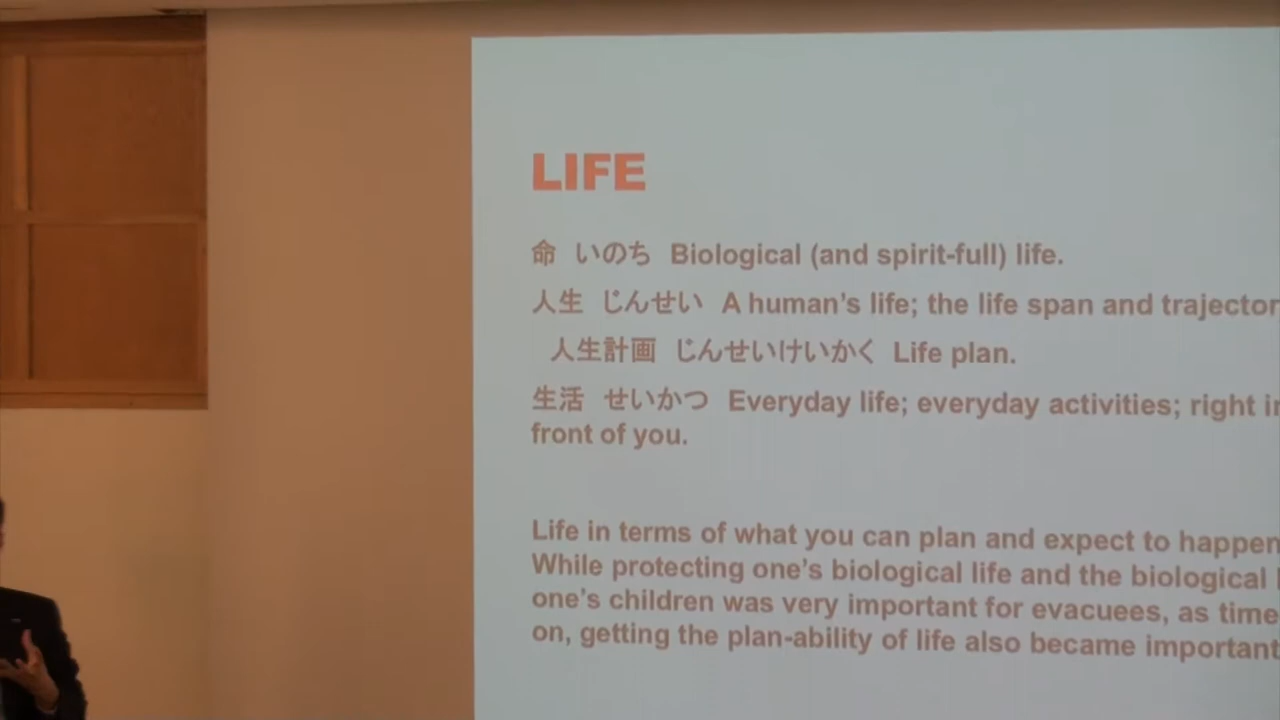 LIFE
命 いのち Biological (and spirit-full) life.
人生 じんせい A human's life; the life span and
人生計画 じんせいけいかく Life plan.
生活 せいかつ Everyday life; everyday activities; right
front of you.
Life in terms of what you can plan and expect to happen
While protecting one's biological life and the biological
one's children was very important for evacuees, as time
on, getting the plan-ability of life also became important